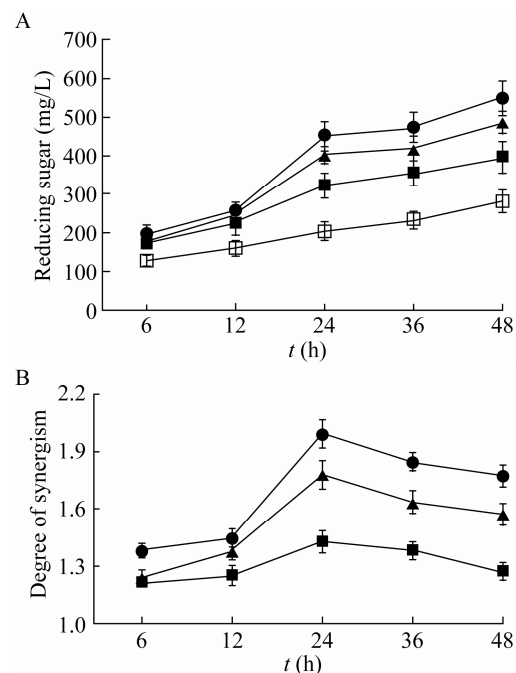 A
700
600
500
400
300
200
100
0
Reducing sugar (mg/L)
6 12 24 36 48
t (h)
B
2.2
1.9
1.6
1.3
1.0
Degree of synergism
6 12 24 36 48
t (h)